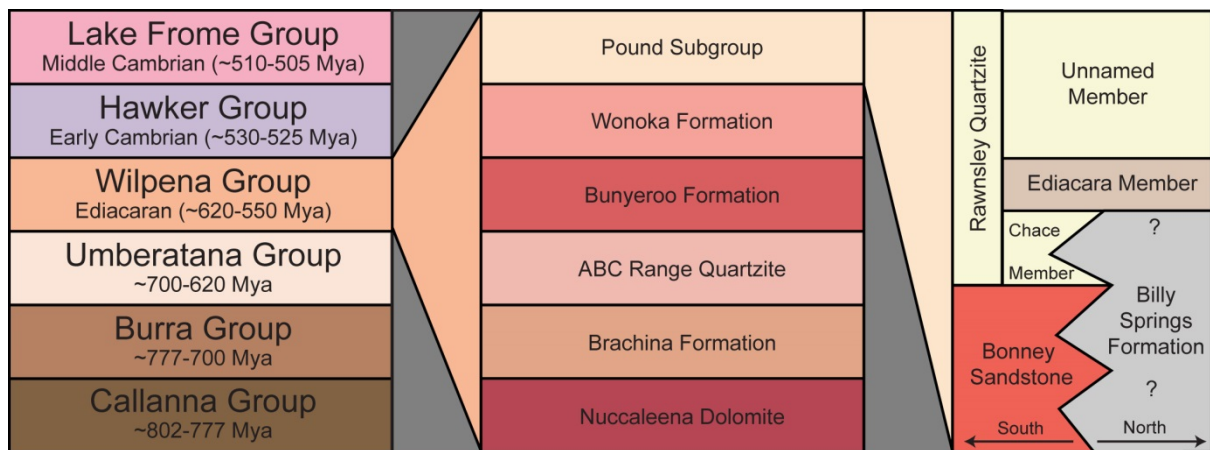 Lake Frome Group
Middle Cambrian (~510-505 Mya)
Hawker Group
Early Cambrian (~530-525 Mya)
Wilpena Group
Ediacaran (~620-550 Mya)
Umberatana Group
~700-620 Mya
Burra Group
~777-700 Mya
Callanna Group
~802-777 Mya
Pound Subgroup
Wonoka Formation
Bunyeroo Formation
ABC Range Quartzite
Brachina Formation
Nuccaleena Dolomite
Rawnsley Quartzite
Unnamed
Member
Ediacara Member
Chace
Member
?
Billy
Springs
Formation
?
Bonney
Sandstone
South
North